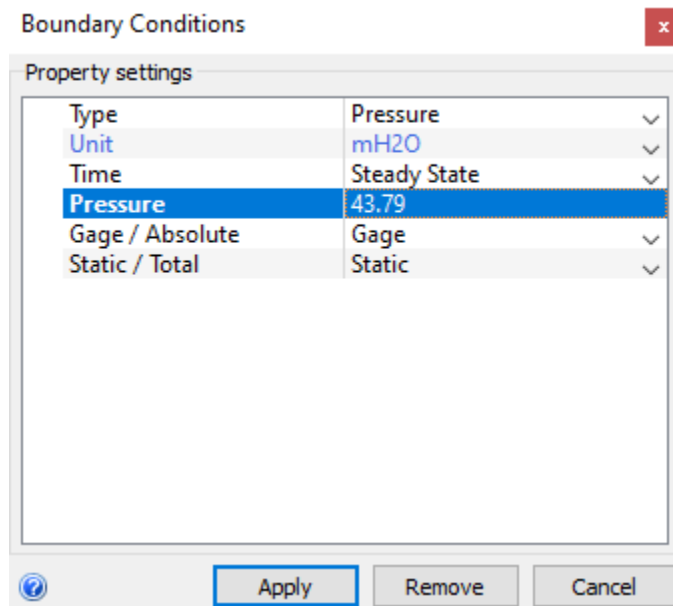 Boundary Conditions
x
Property settings
Type Pressure
Unit mH2O
Time Steady State
Pressure 43.79
Gage / Absolute Gage
Static / Total Static
? Apply Remove Cancel